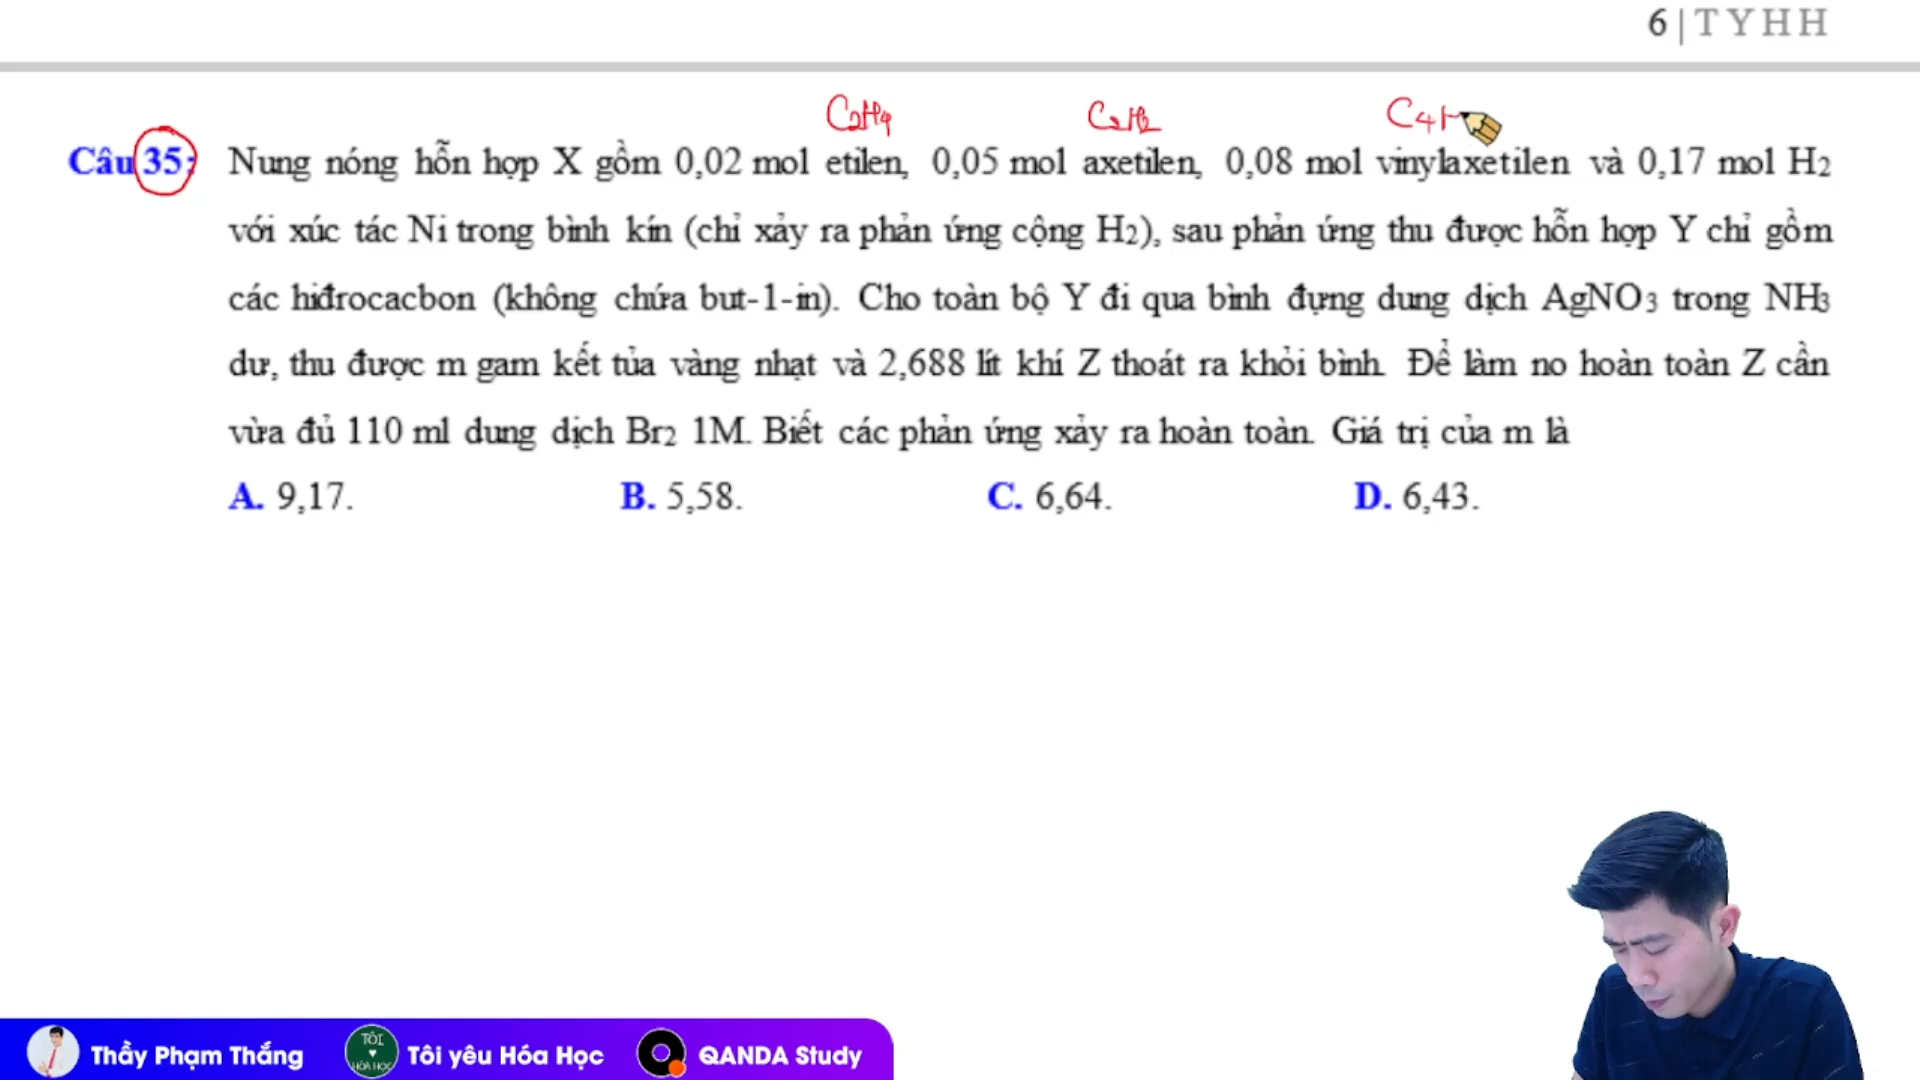 6 | T Y H H
C2H4 C2H2 C4H
Câu 35: Nung nóng hỗn hợp X gồm 0,02 mol etilen, 0,05 mol axetilen, 0,08 mol vinylaxetilen và 0,17 mol H2
với xúc tác Ni trong bình kín (chỉ xảy ra phản ứng cộng H2), sau phản ứng thu được hỗn hợp Y chỉ gồm
các hiđrocacbon (không chứa but-1-in). Cho toàn bộ Y đi qua bình đựng dung dịch AgNO3 trong NH3
dư, thu được m gam kết tủa vàng nhạt và 2,688 lít khí Z thoát ra khỏi bình. Để làm no hoàn toàn Z cần
vừa đủ 110 ml dung dịch Br2 1M. Biết các phản ứng xảy ra hoàn toàn. Giá trị của m là
A. 9,17. B. 5,58. C. 6,64. D. 6,43.
Thầy Phạm Thắng TÔI ♥ HÓA HỌC Tôi yêu Hóa Học QANDA Study